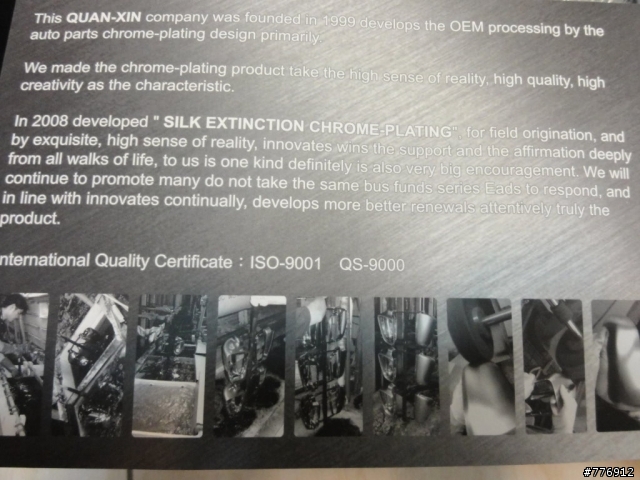 This QUAN-XIN company was founded in 1999 develops the OEM processing by the
auto parts chrome-plating design primarily.
We made the chrome-plating product take the high sense of reality, high quality, high
creativity as the characteristic.
In 2008 developed " SILK EXTINCTION CHROME-PLATING", for field origination, and
by exquisite, high sense of reality, innovates wins the support and the affirmation deeply
from all walks of life, to us is one kind definitely is also very big encouragement. We will
continue to promote many do not take the same bus funds series Eads to respond, and
in line with innovates continually, develops more better renewals attentively truly the
product.
nternational Quality Certificate : ISO-9001 QS-9000
#776912